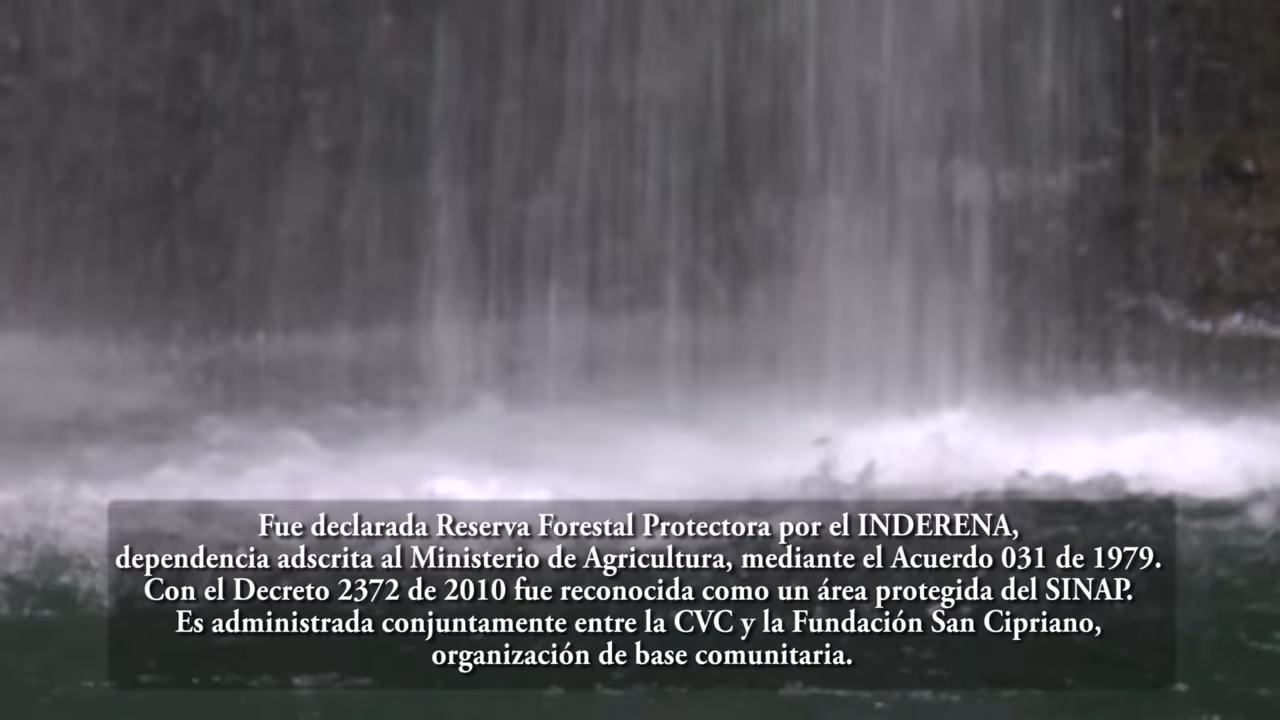 Fue declarada Reserva Forestal Protectora por el INDERENA,
dependencia adscrita al Ministerio de Agricultura, mediante el Acuerdo 031 de 1979.
Con el Decreto 2372 de 2010 fue reconocida como un área protegida del SINAP.
Es administrada conjuntamente entre la CVC y la Fundación San Cipriano,
organización de base comunitaria.